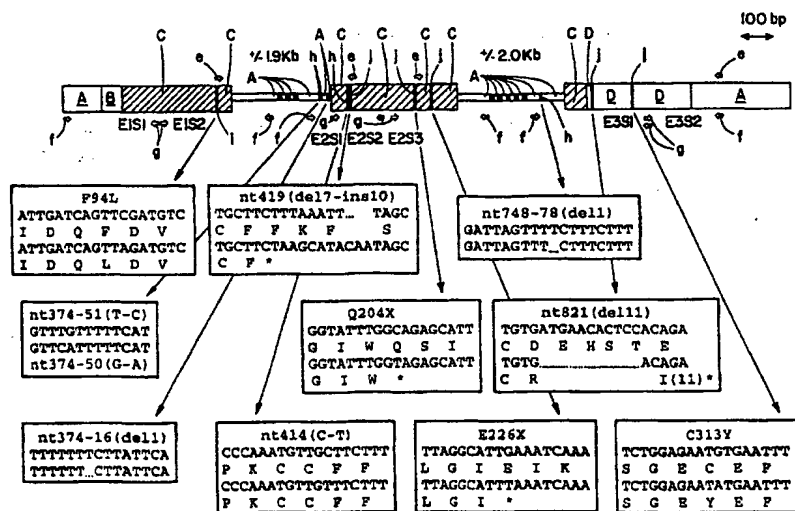 100 bp
C C A C C C C C C D
e +/-1.9Kb h h e j j e j +/-2.0Kb j j e
A A
A B D D A
E1S1 E1S2 i g E2S1 E2S2 E2S3 h E3S1 E3S2
f g f f g f f g f
F94L
ATTGATCAGTTCGATGTC
I D Q F D V
ATTGATCAGTTAGATGTC
I D Q L D V
nt419(del7-ins10)
TGCTTCTTTAAATT… TAGC
C F F K F S
TGCTTCTAAGCATACAATAGC
C F *
nt748-78(del1)
GATTAGTTTTCTTTCTTT
GATTAGTTT_CTTTCTTT
nt374-51(T-C)
GTTTGTTTTTCAT
GTTCATTTTTCAT
nt374-50(G-A)
Q204X
GGTATTTGGCAGAGCATT
G I W Q S I
GGTATTTGGTAGAGCATT
G I W *
nt821(del11)
TGTGATGAACACTCCACAGA
C D E H S T E
TGTG...........ACAGA
C R I(11)*
nt374-16(del1)
TTTTTTTCTTATTCA
TTTTTT…CTTATTCA
nt414(C-T)
CCCAAATGTTGCTTCTTT
P K C C F F
CCCAAATGTTGTTTCTTT
P K C C F F
E226X
TTAGGCATTGAAATCAAA
L G I E I K
TTAGGCATTTAAATCAAA
L G I *
C313Y
TCTGGAGAATGTGAATTT
S G E C E F
TCTGGAGAATATGAATTT
S G E Y E F